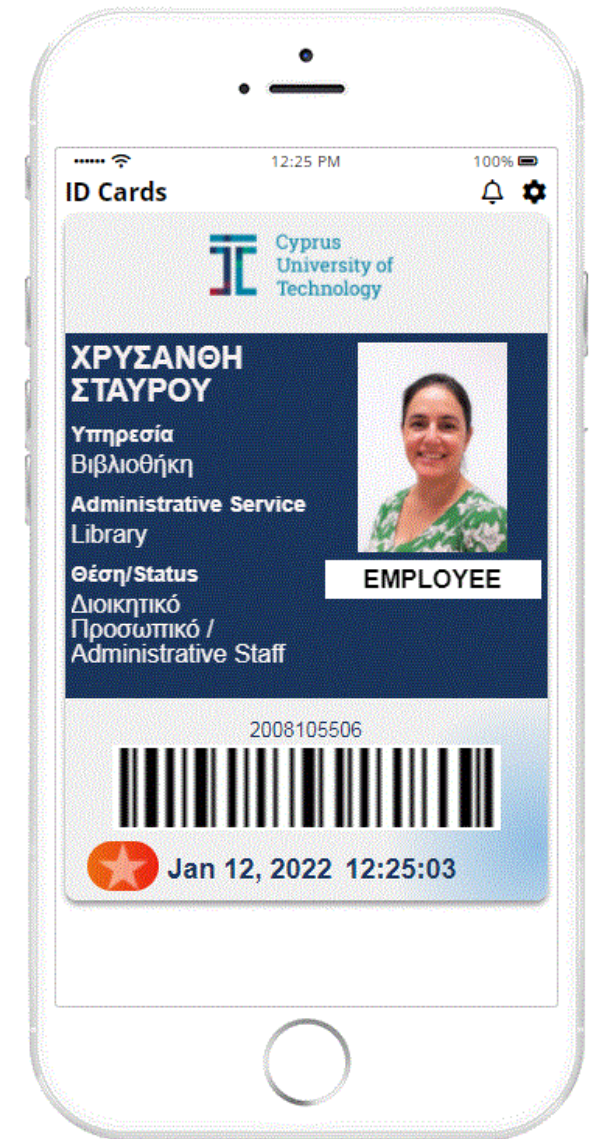 12:25 PM
100%
ID Cards
Cyprus
University of
Technology
ΧΡΥΣΑΝΘΗ
ΣΤΑΥΡΟΥ
Υπηρεσία
Βιβλιοθήκη
Administrative Service
Library
Θέση/Status
Διοικητικό
Προσωπικό /
Administrative Staff
EMPLOYEE
2008105506
Jan 12, 2022 12:25:03